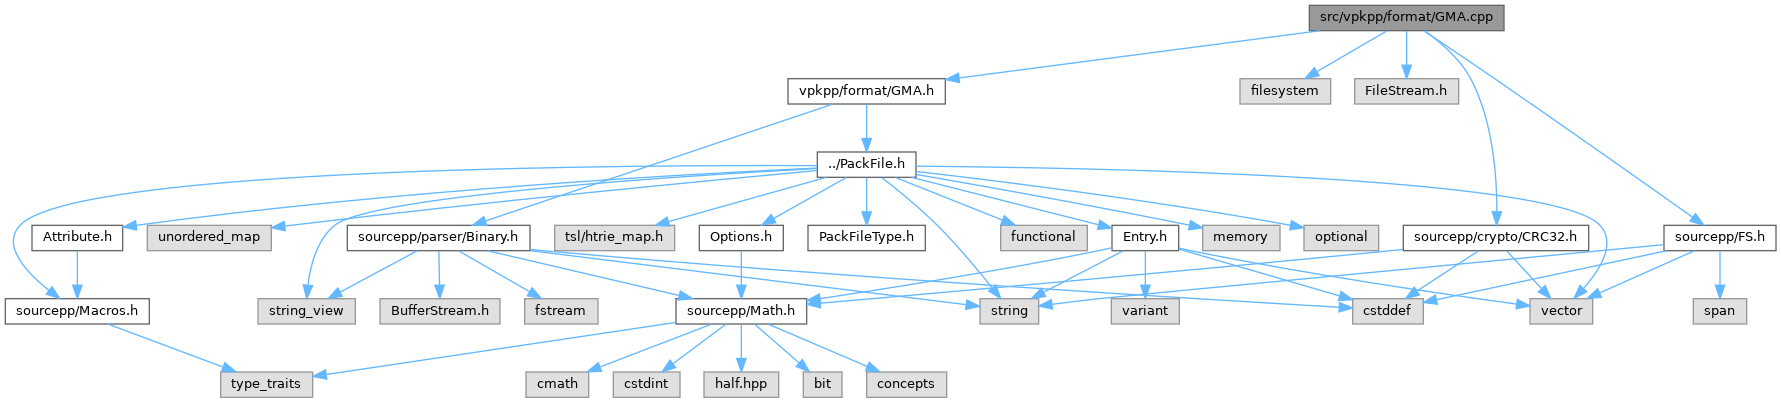 src/vpkpp/format/GMA.cpp
vpkpp/format/GMA.h
filesystem
FileStream.h
../PackFile.h
Attribute.h
unordered_map
sourcepp/parser/Binary.h
tsl/htrie_map.h
Options.h
PackFileType.h
functional
Entry.h
memory
optional
sourcepp/crypto/CRC32.h
sourcepp/FS.h
sourcepp/Macros.h
string_view
BufferStream.h
fstream
sourcepp/Math.h
string
variant
cstddef
vector
span
type_traits
cmath
cstdint
half.hpp
bit
concepts